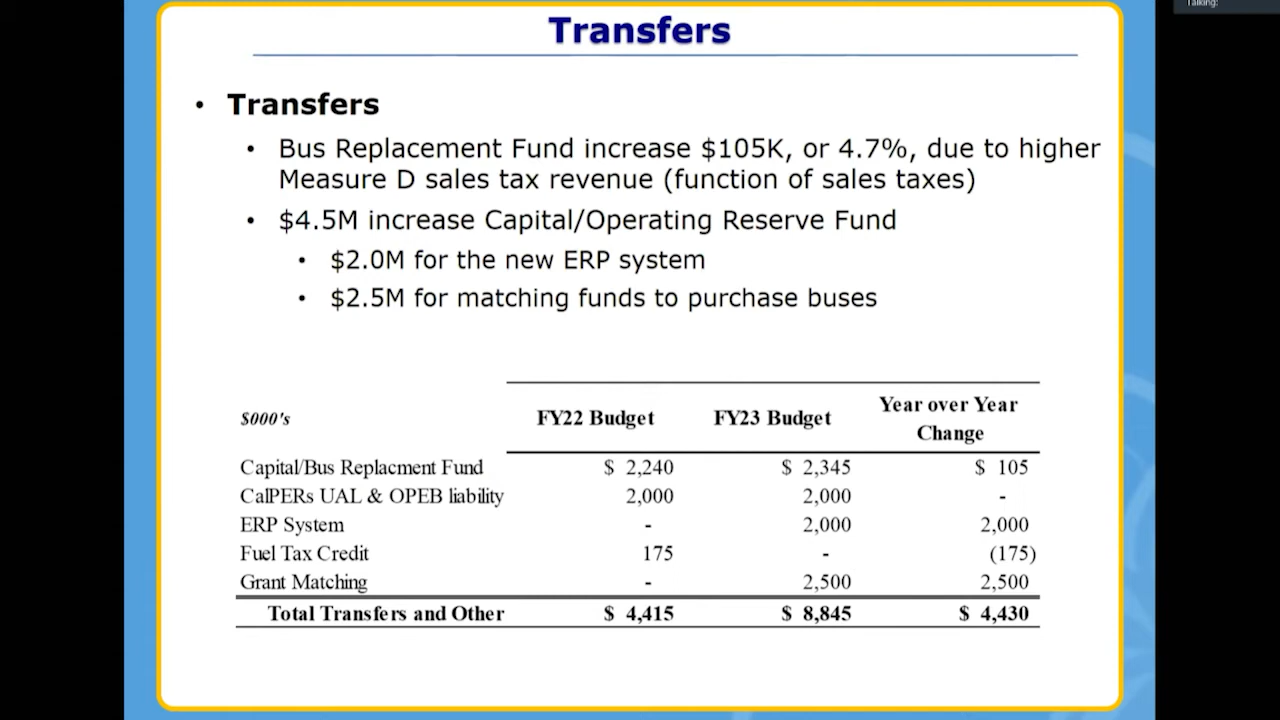 Talking:
Transfers
• Transfers
• Bus Replacement Fund increase $105K, or 4.7%, due to higher
Measure D sales tax revenue (function of sales taxes)
• $4.5M increase Capital/Operating Reserve Fund
• $2.0M for the new ERP system
• $2.5M for matching funds to purchase buses
$000's FY22 Budget FY23 Budget Year over Year
Change
Capital/Bus Replacment Fund $ 2,240 $ 2,345 $ 105
CalPERs UAL & OPEB liability 2,000 2,000 -
ERP System - 2,000 2,000
Fuel Tax Credit 175 - (175)
Grant Matching - 2,500 2,500
Total Transfers and Other $ 4,415 $ 8,845 $ 4,430